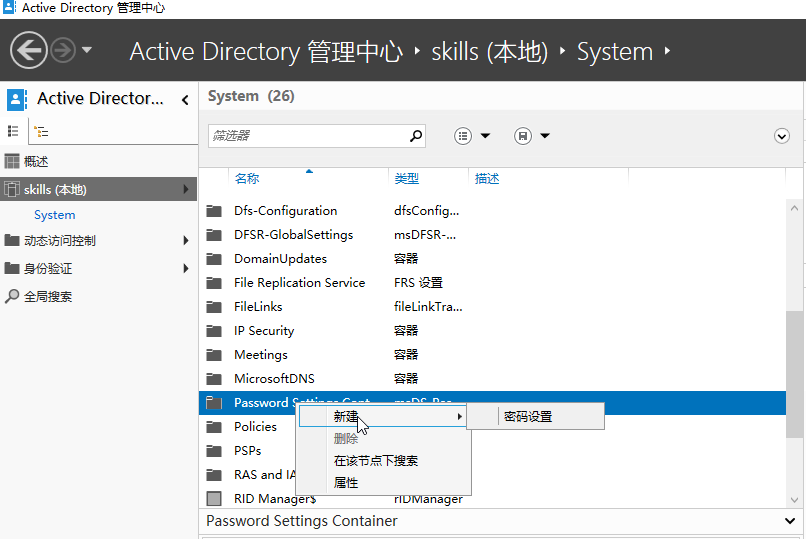 Active Directory 管理中心
Active Directory 管理中心 skills (本地) System
Active Director...
概述
skills (本地)
System
动态访问控制
身份验证
全局搜索
System (26)
筛选器
名称 类型 描述
Dfs-Configuration dfsConfig...
DFSR-GlobalSettings msDFSR-...
DomainUpdates 容器
File Replication Service FRS 设置
FileLinks fileLinkTra...
IP Security 容器
Meetings 容器
MicrosoftDNS 容器
Password Settings Cont
Policies
PSPs
RAS and IA
RID Manager$ rIDManager
新建 密码设置
删除
在该节点下搜索
属性
Password Settings Container